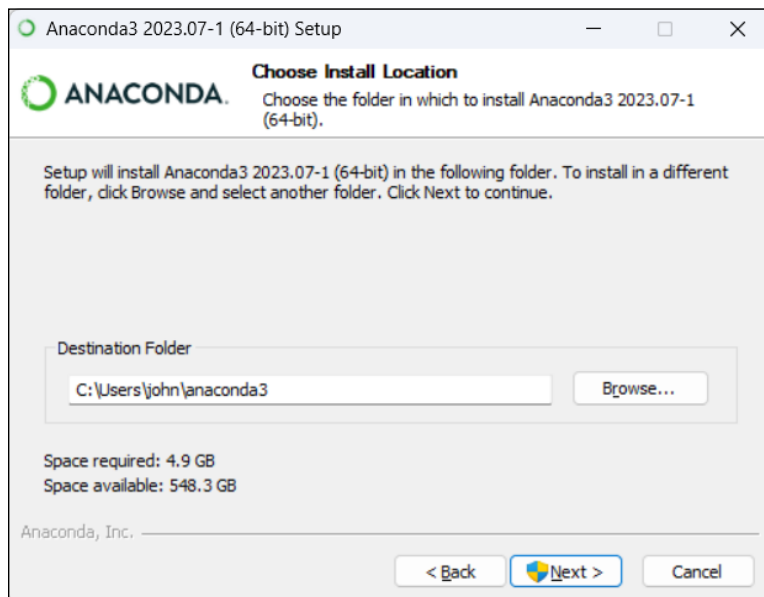 Anaconda3 2023.07-1 (64-bit) Setup
ANACONDA.
Choose Install Location
Choose the folder in which to install Anaconda3 2023.07-1
(64-bit).
Setup will install Anaconda3 2023.07-1 (64-bit) in the following folder. To install in a different
folder, click Browse and select another folder. Click Next to continue.
Destination Folder
C:\Users\john\anaconda3
Browse...
Space required: 4.9 GB
Space available: 548.3 GB
Anaconda, Inc.
< Back
Next >
Cancel